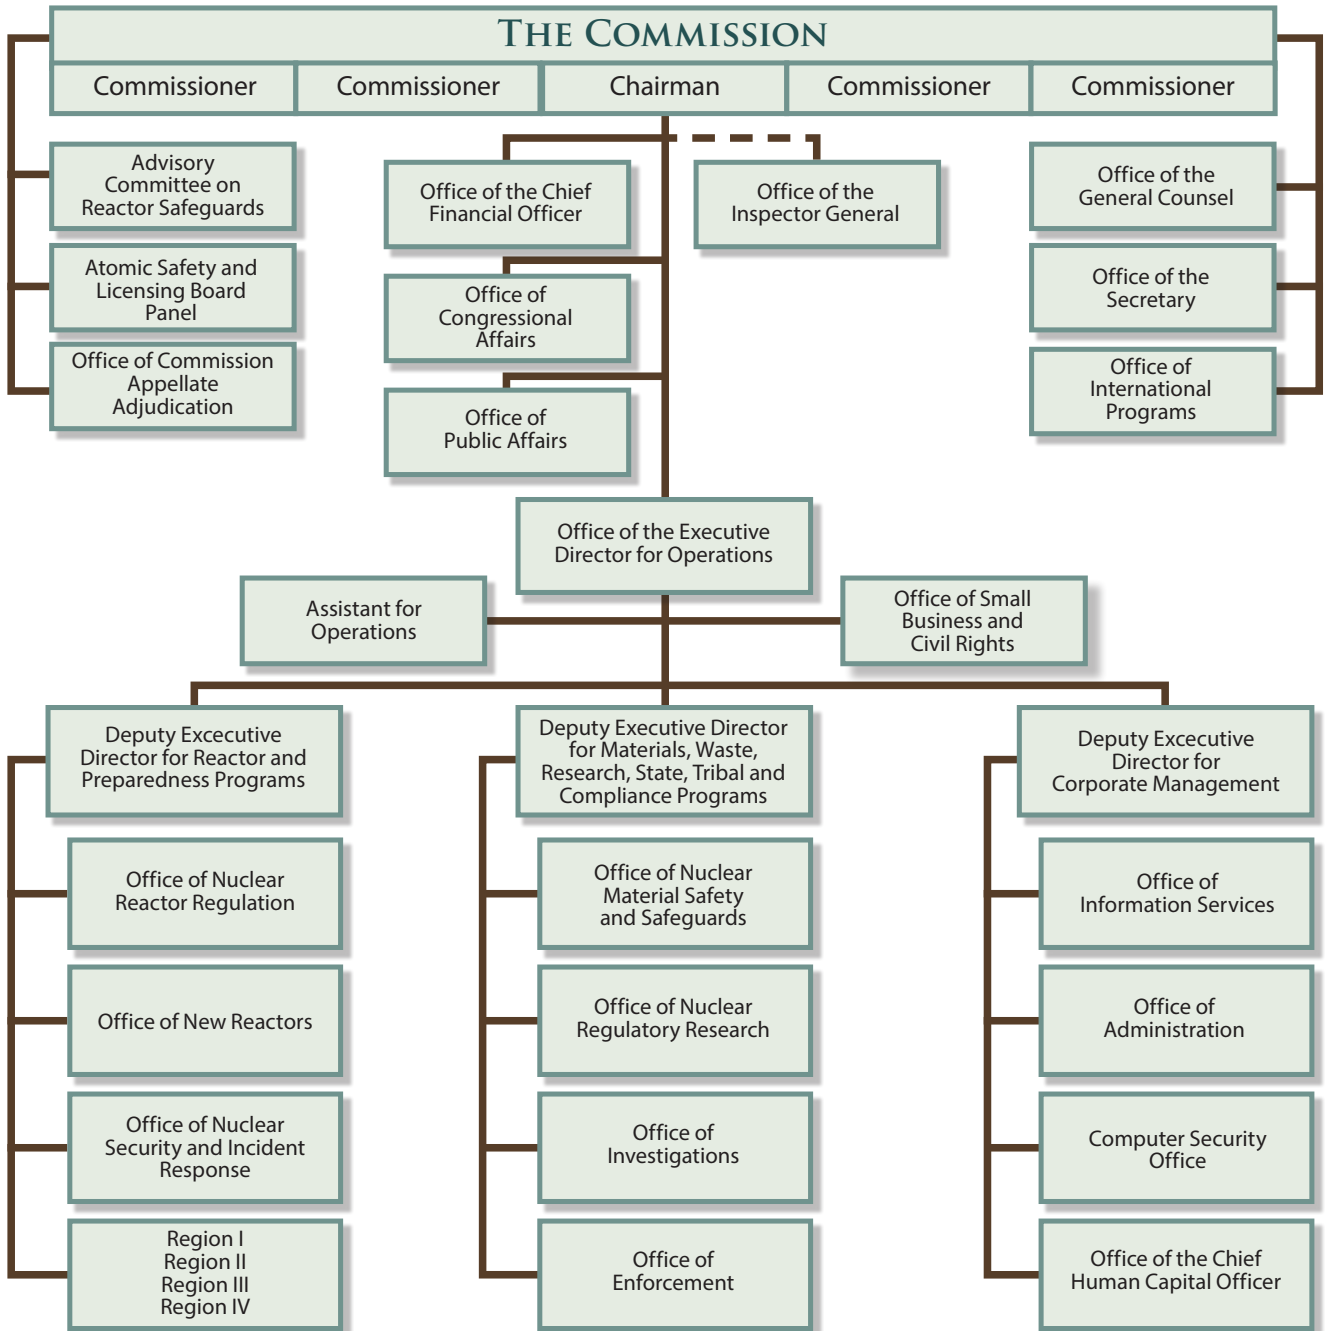 THE COMMISSION
Commissioner
Commissioner
Chairman
Commissioner
Commissioner
Advisory
Committee on
Reactor Safeguards
Atomic Safety and
Licensing Board
Panel
Office of Commission
Appellate
Adjudication
Office of the Chief
Financial Officer
Office of
Congressional
Affairs
Office of
Public Affairs
Office of the
Inspector General
Office of the
General Counsel
Office of the
Secretary
Office of
International
Programs
Office of the Executive
Director for Operations
Assistant for
Operations
Office of Small
Business and
Civil Rights
Deputy Excecutive
Director for Reactor and
Preparedness Programs
Office of Nuclear
Reactor Regulation
Office of New Reactors
Office of Nuclear
Security and Incident
Response
Region I
Region II
Region III
Region IV
Deputy Executive Director
for Materials, Waste,
Research, State, Tribal and
Compliance Programs
Office of Nuclear
Material Safety
and Safeguards
Office of Nuclear
Regulatory Research
Office of
Investigations
Office of
Enforcement
Deputy Excecutive
Director for
Corporate Management
Office of
Information Services
Office of
Administration
Computer Security
Office
Office of the Chief
Human Capital Officer